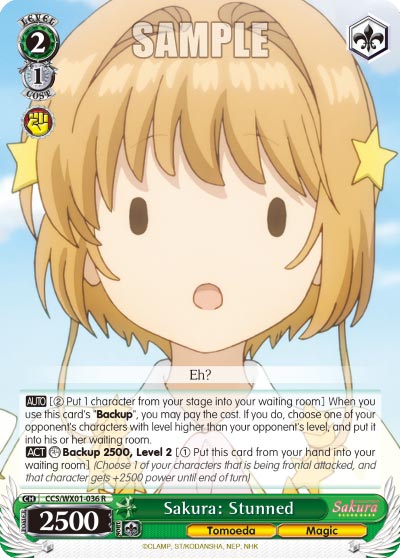 LEVEL
2
SAMPLE
1
COST
Eh?
AUTO [② Put 1 character from your stage into your waiting room] When you
use this card's "Backup", you may pay the cost. If you do, choose one of your
opponent's characters with level higher than your opponent's level, and put it
into his or her waiting room.
ACT Backup 2500, Level 2 [① Put this card from your hand into your
waiting room] (Choose 1 of your characters that is being frontal attacked, and
that character gets +2500 power until end of turn)
CH CCS/WX01-036 R
Sakura: Stunned
Sakura
POWER
2500
Tomoeda
Magic
©CLAMP, ST/KODANSHA, NEP, NHK